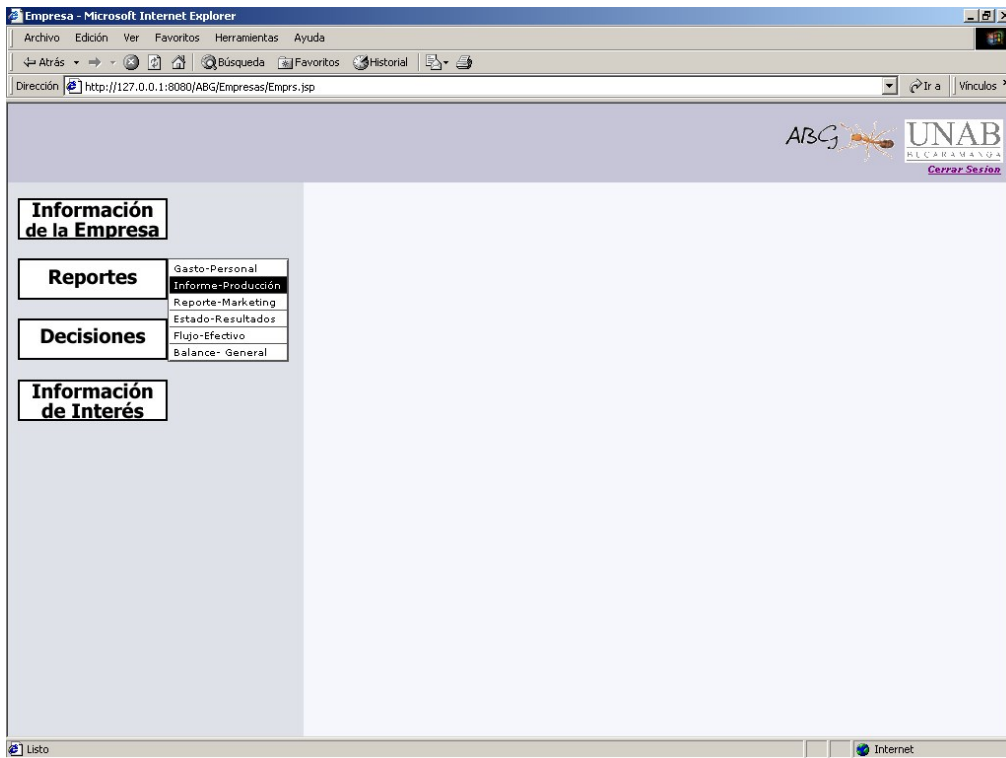 Empresa - Microsoft Internet Explorer
Archivo Edición Ver Favoritos Herramientas Ayuda
Atrás Búsqueda Favoritos Historial
Dirección http://127.0.0.1:8080/ABG/Empresas/Emprs.jsp Ir a Vínculos
ABG UNAB
BUCARAMANGA
Cerrar Sesion
Información
de la Empresa
Reportes
Gasto-Personal
Informe-Producción
Reporte-Marketing
Estado-Resultados
Flujo-Efectivo
Balance- General
Decisiones
Información
de Interés
Listo Internet